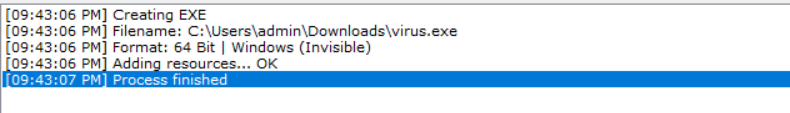 [09:43:06 PM] Creating EXE
[09:43:06 PM] Filename: C:\Users\admin\Downloads\virus.exe
[09:43:06 PM] Format: 64 Bit | Windows (Invisible)
[09:43:06 PM] Adding resources... OK
[09:43:07 PM] Process finished